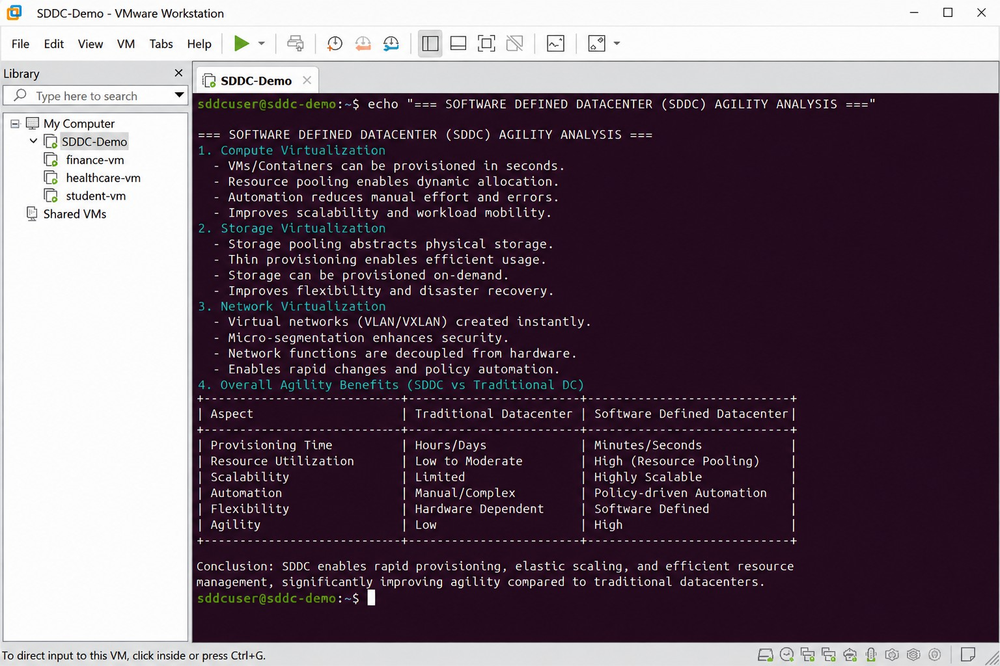 SDDC-Demo - VMware Workstation
File Edit View VM Tabs Help
Library
Type here to search
My Computer
SDDC-Demo
finance-vm
healthcare-vm
student-vm
Shared VMs
SDDC-Demo
sddcuser@sddc-demo:~$ echo "=== SOFTWARE DEFINED DATACENTER (SDDC) AGILITY ANALYSIS ==="
=== SOFTWARE DEFINED DATACENTER (SDDC) AGILITY ANALYSIS ===
1. Compute Virtualization
- VMs/Containers can be provisioned in seconds.
- Resource pooling enables dynamic allocation.
- Automation reduces manual effort and errors.
- Improves scalability and workload mobility.
2. Storage Virtualization
- Storage pooling abstracts physical storage.
- Thin provisioning enables efficient usage.
- Storage can be provisioned on-demand.
- Improves flexibility and disaster recovery.
3. Network Virtualization
- Virtual networks (VLAN/VXLAN) created instantly.
- Micro-segmentation enhances security.
- Network functions are decoupled from hardware.
- Enables rapid changes and policy automation.
4. Overall Agility Benefits (SDDC vs Traditional DC)
+--------------------------+-----------------------+--------------------------+
| Aspect | Traditional Datacenter | Software Defined Datacenter|
+--------------------------+-----------------------+--------------------------+
| Provisioning Time | Hours/Days | Minutes/Seconds |
| Resource Utilization | Low to Moderate | High (Resource Pooling) |
| Scalability | Limited | Highly Scalable |
| Automation | Manual/Complex | Policy-driven Automation |
| Flexibility | Hardware Dependent | Software Defined |
| Agility | Low | High |
+--------------------------+-----------------------+--------------------------+
Conclusion: SDDC enables rapid provisioning, elastic scaling, and efficient resource
management, significantly improving agility compared to traditional datacenters.
sddcuser@sddc-demo:~$
To direct input to this VM, click inside or press Ctrl+G.